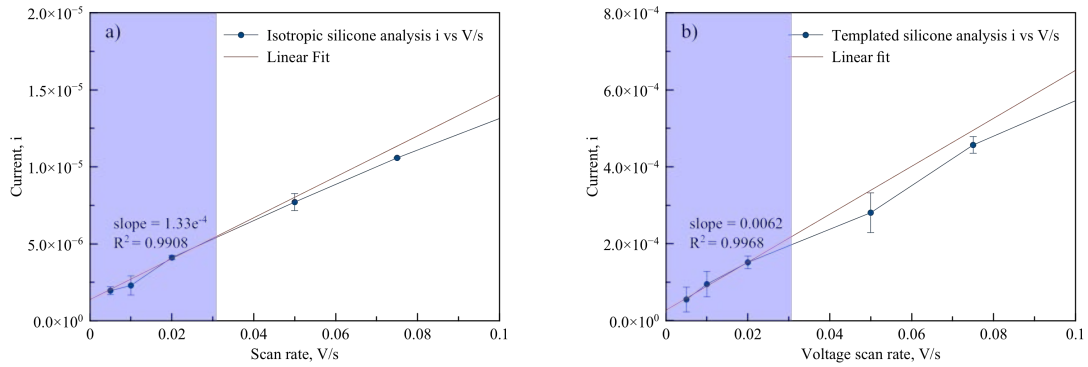 a)
Isotropic silicone analysis i vs V/s
Linear Fit
2.0×10⁻⁵
1.5×10⁻⁵
1.0×10⁻⁵
5.0×10⁻⁶
0.0×10⁰
Current, i
slope = 1.33e⁻⁴
R² = 0.9908
0 0.02 0.04 0.06 0.08 0.1
Scan rate, V/s
b)
Templated silicone analysis i vs V/s
Linear fit
8.0×10⁻⁴
6.0×10⁻⁴
4.0×10⁻⁴
2.0×10⁻⁴
0.0×10⁰
Current, i
slope = 0.0062
R² = 0.9968
0 0.02 0.04 0.06 0.08 0.1
Voltage scan rate, V/s